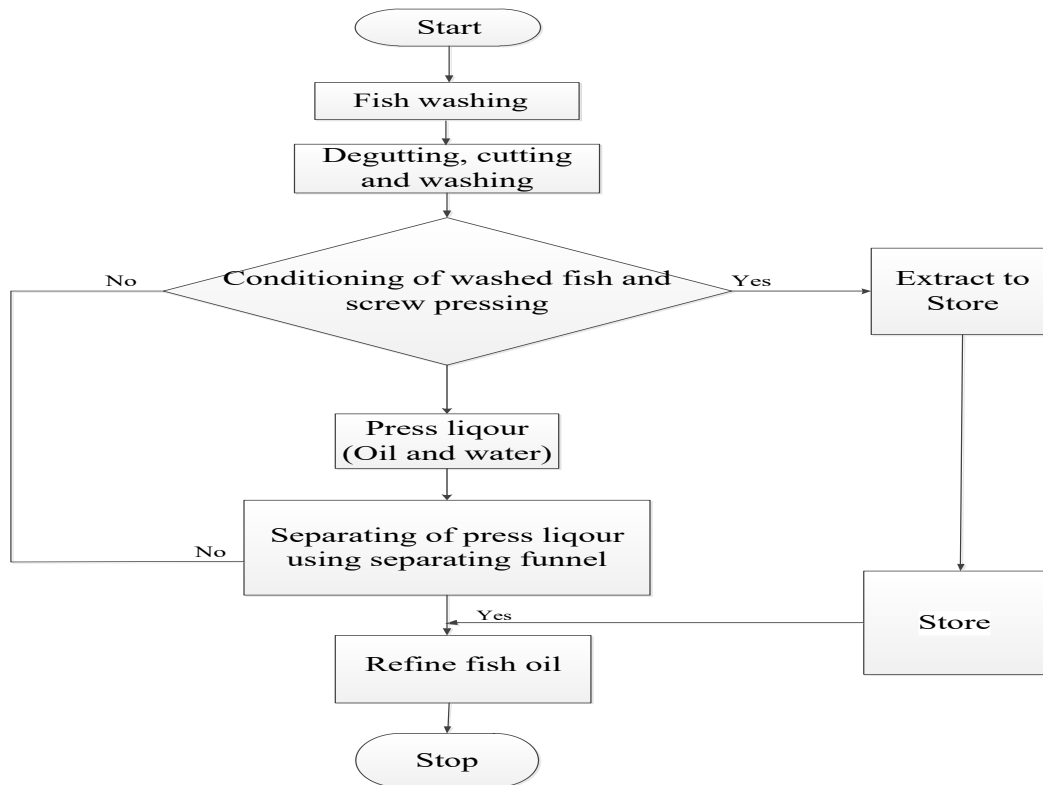 Start
Fish washing
Degutting, cutting
and washing
Conditioning of washed fish and
screw pressing
No
Yes
Extract to
Store
Press liqour
(Oil and water)
Separating of press liqour
using separating funnel
No
Yes
Store
Refine fish oil
Stop